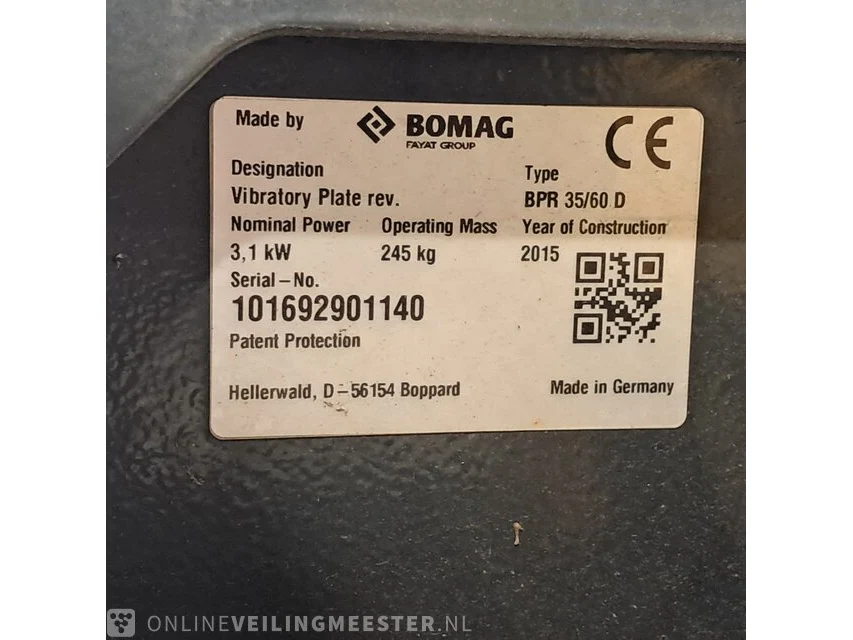 Made by BOMAG
FAYAT GROUP
CE
Designation Type
Vibratory Plate rev. BPR 35/60 D
Nominal Power Operating Mass Year of Construction
3,1 kW 245 kg 2015
Serial – No.
101692901140
Patent Protection
Hellerwald, D – 56154 Boppard Made in Germany
ONLINEVEILINGMEESTER.NL